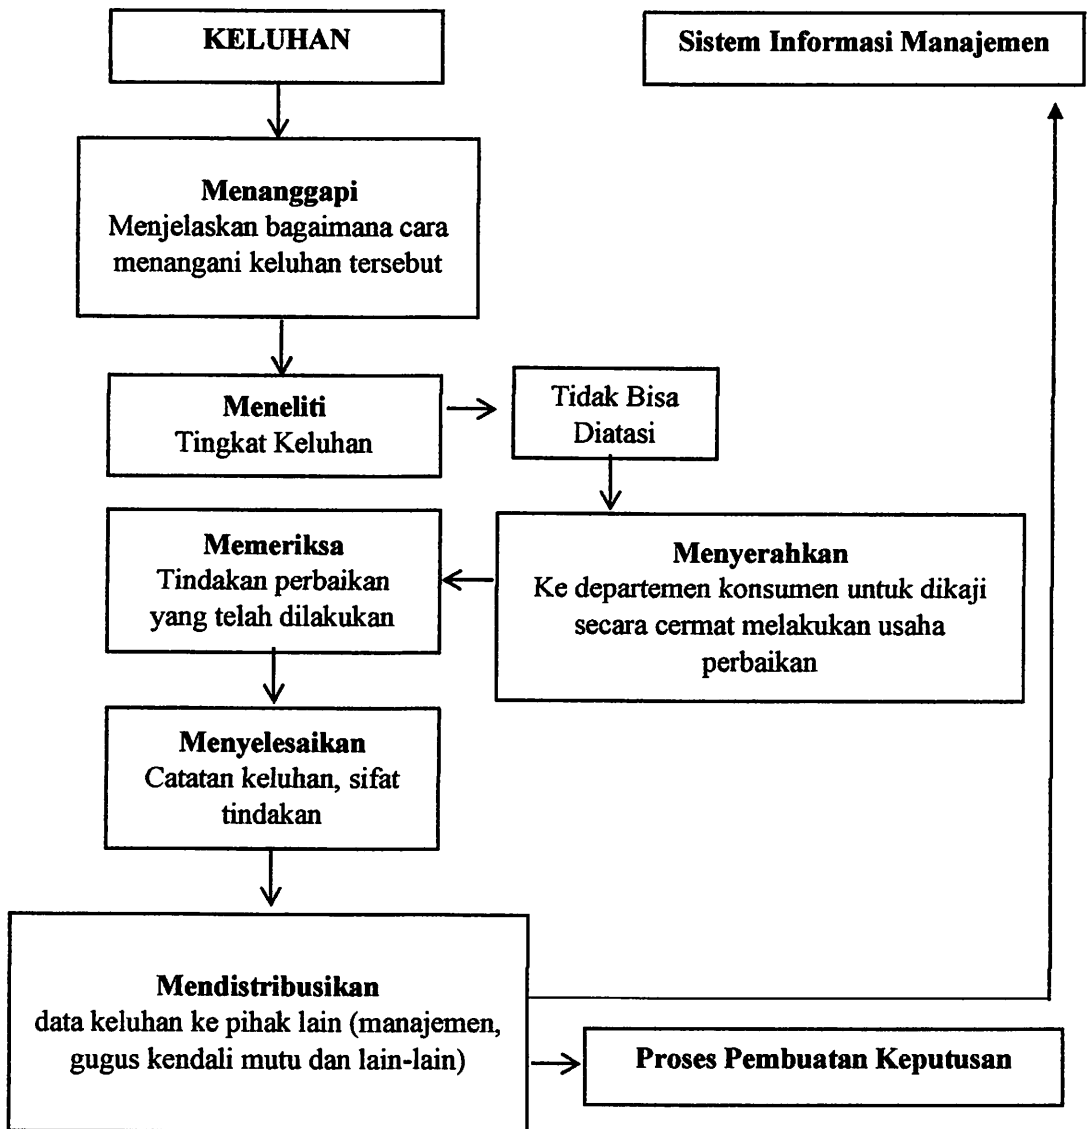 KELUHAN
Sistem Informasi Manajemen
Menanggapi
Menjelaskan bagaimana cara
menangani keluhan tersebut
Meneliti
Tingkat Keluhan
Tidak Bisa
Diatasi
Memeriksa
Tindakan perbaikan
yang telah dilakukan
Menyerahkan
Ke departemen konsumen untuk dikaji
secara cermat melakukan usaha
perbaikan
Menyelesaikan
Catatan keluhan, sifat
tindakan
Mendistribusikan
data keluhan ke pihak lain (manajemen,
gugus kendali mutu dan lain-lain)
Proses Pembuatan Keputusan